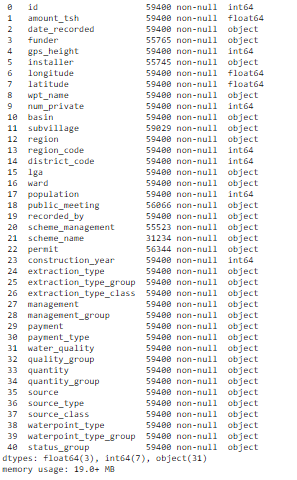 0 id 59400 non-null int64
1 amount_tsh 59400 non-null float64
2 date_recorded 59400 non-null object
3 funder 55765 non-null object
4 gps_height 59400 non-null int64
5 installer 55745 non-null object
6 longitude 59400 non-null float64
7 latitude 59400 non-null float64
8 wpt_name 59400 non-null object
9 num_private 59400 non-null int64
10 basin 59400 non-null object
11 subvillage 59029 non-null object
12 region 59400 non-null object
13 region_code 59400 non-null int64
14 district_code 59400 non-null int64
15 lga 59400 non-null object
16 ward 59400 non-null object
17 population 59400 non-null int64
18 public_meeting 56066 non-null object
19 recorded_by 59400 non-null object
20 scheme_management 55523 non-null object
21 scheme_name 31234 non-null object
22 permit 56344 non-null object
23 construction_year 59400 non-null int64
24 extraction_type 59400 non-null object
25 extraction_type_group 59400 non-null object
26 extraction_type_class 59400 non-null object
27 management 59400 non-null object
28 management_group 59400 non-null object
29 payment 59400 non-null object
30 payment_type 59400 non-null object
31 water_quality 59400 non-null object
32 quality_group 59400 non-null object
33 quantity 59400 non-null object
34 quantity_group 59400 non-null object
35 source 59400 non-null object
36 source_type 59400 non-null object
37 source_class 59400 non-null object
38 waterpoint_type 59400 non-null object
39 waterpoint_type_group 59400 non-null object
40 status_group 59400 non-null object
dtypes: float64(3), int64(7), object(31)
memory usage: 19.0+ MB